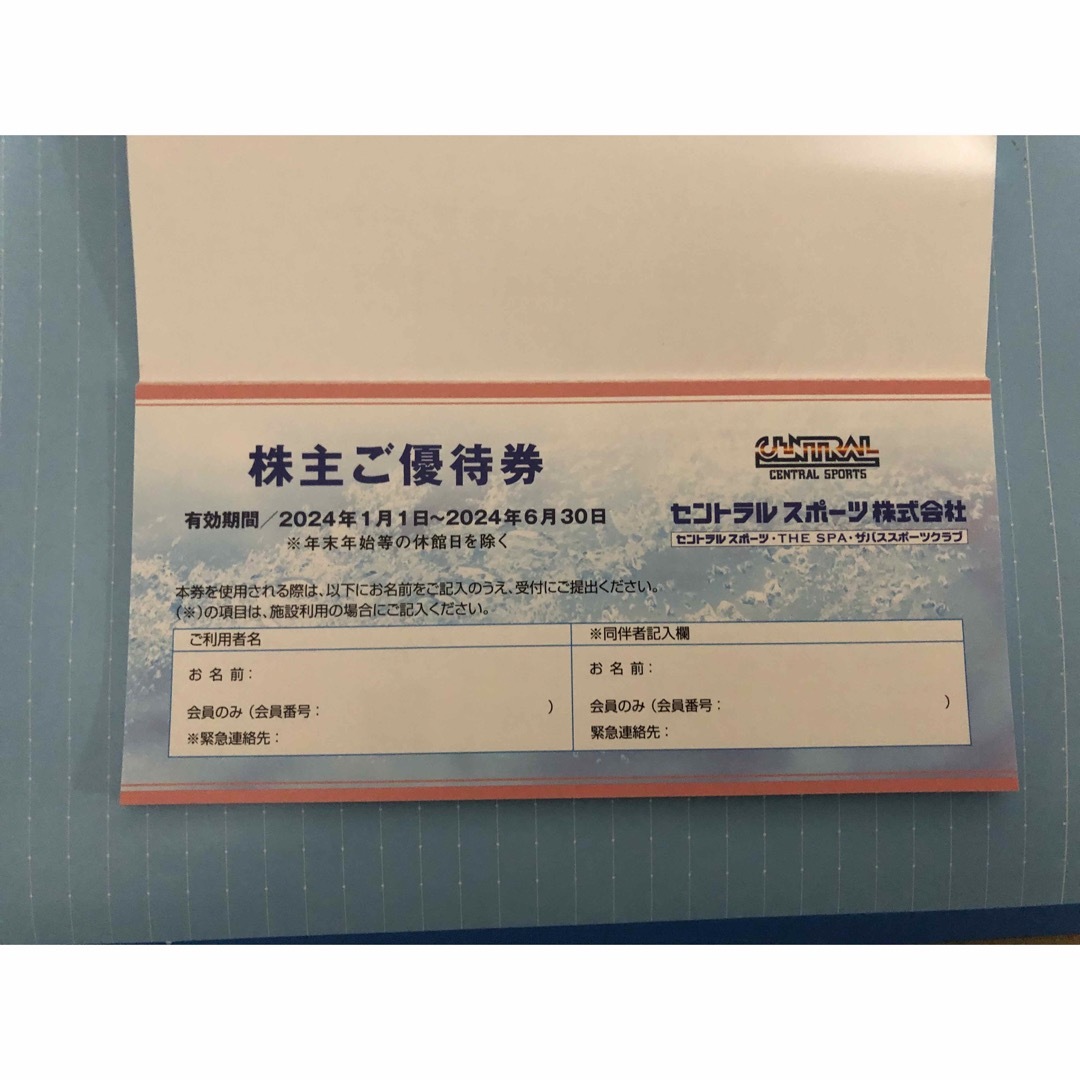 株主ご優待券
有効期間／2024年1月1日~2024年6月30日
※年末年始等の休館日を除く
CENTRAL
CENTRAL SPORTS
セントラルスポーツ株式会社
セントラルスポーツ・THE SPA・ザバススポーツクラブ
本券を使用される際は、以下にお名前をご記入のうえ、受付にご提出ください。
(※)の項目は、施設利用の場合にご記入ください。
ご利用者名
お名前：
会員のみ（会員番号： ）
※緊急連絡先：
※同伴者記入欄
お名前：
会員のみ（会員番号： ）
緊急連絡先：